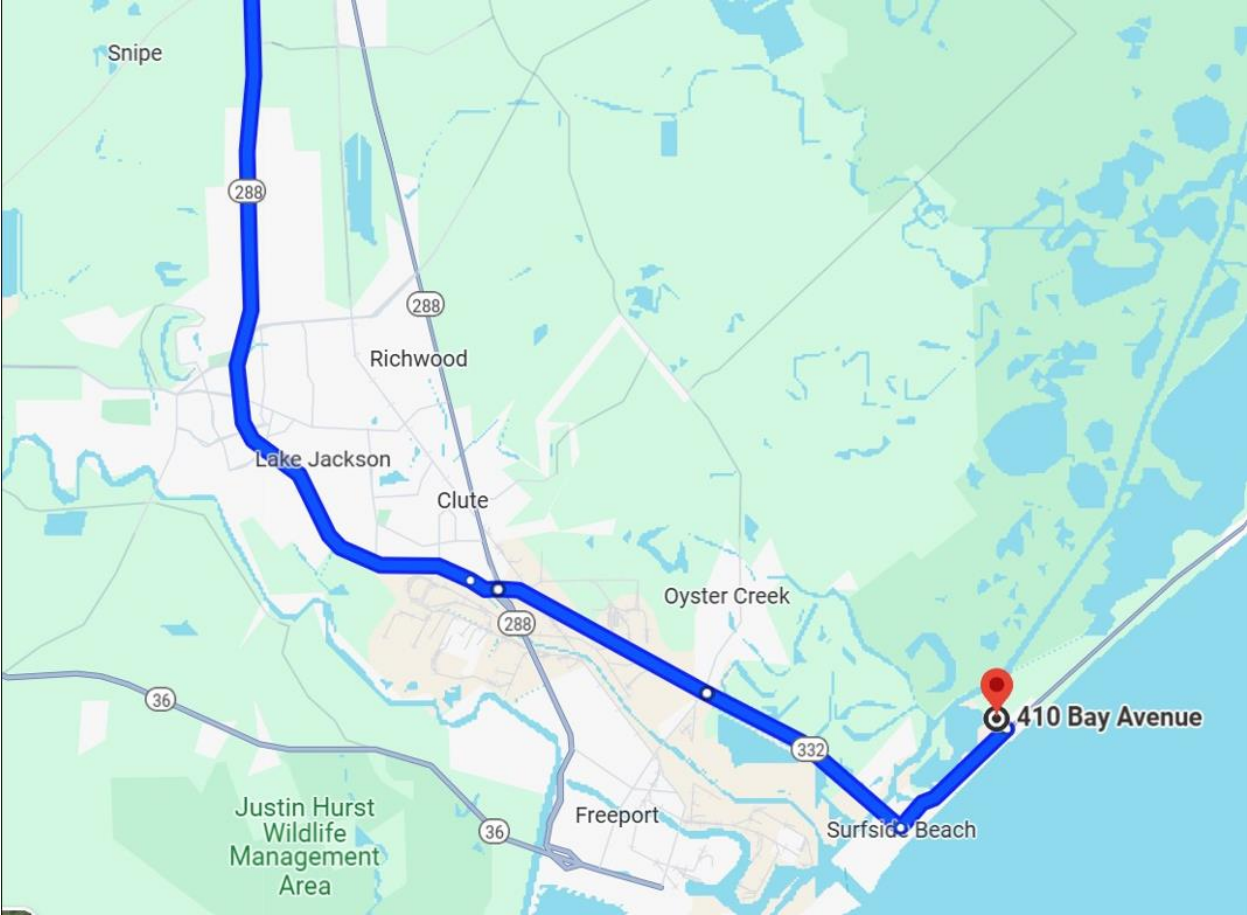 Snipe
288
288
Richwood
Lake Jackson
Clute
Oyster Creek
288
36
410 Bay Avenue
332
Justin Hurst
Wildlife
Management
Area
Freeport
36
Surfside Beach